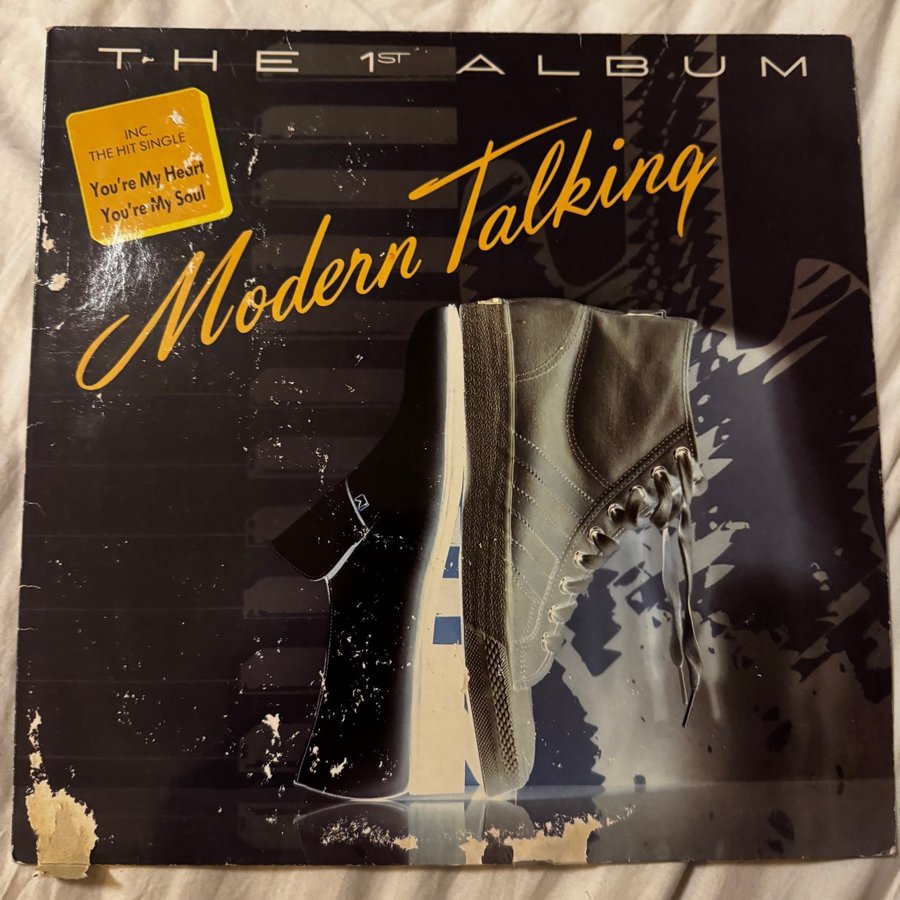 THE 1ST ALBUM
INC.
THE HIT SINGLE
You're My Heart
You're My Soul
Modern Talking